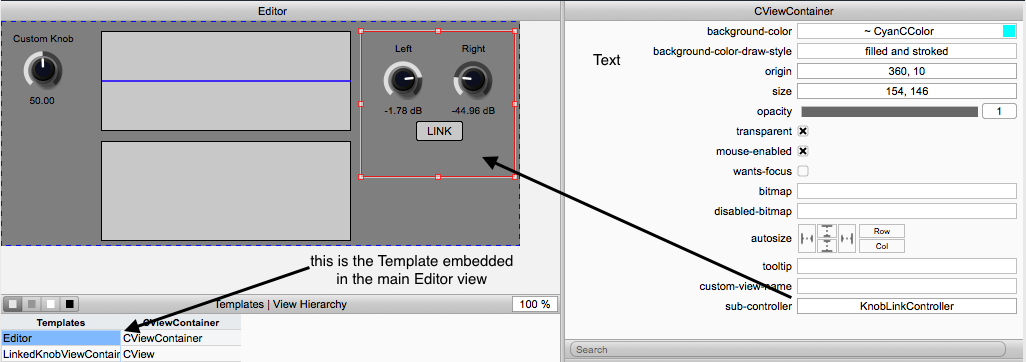 Editor
Custom Knob
50.00
Left
Right
-1.78 dB
-44.96 dB
LINK
this is the Template embedded
in the main Editor view
Templates | View Hierarchy
100 %
Templates
CViewContainer
Editor
CViewContainer
LinkedKnobViewContain
CView
CViewContainer
Text
background-color
~ CyanCColor
background-color-draw-style
filled and stroked
origin
360, 10
size
154, 146
opacity
1
transparent
mouse-enabled
wants-focus
bitmap
disabled-bitmap
autosize
Row
Col
tooltip
custom-view-name
sub-controller
KnobLinkController
Search